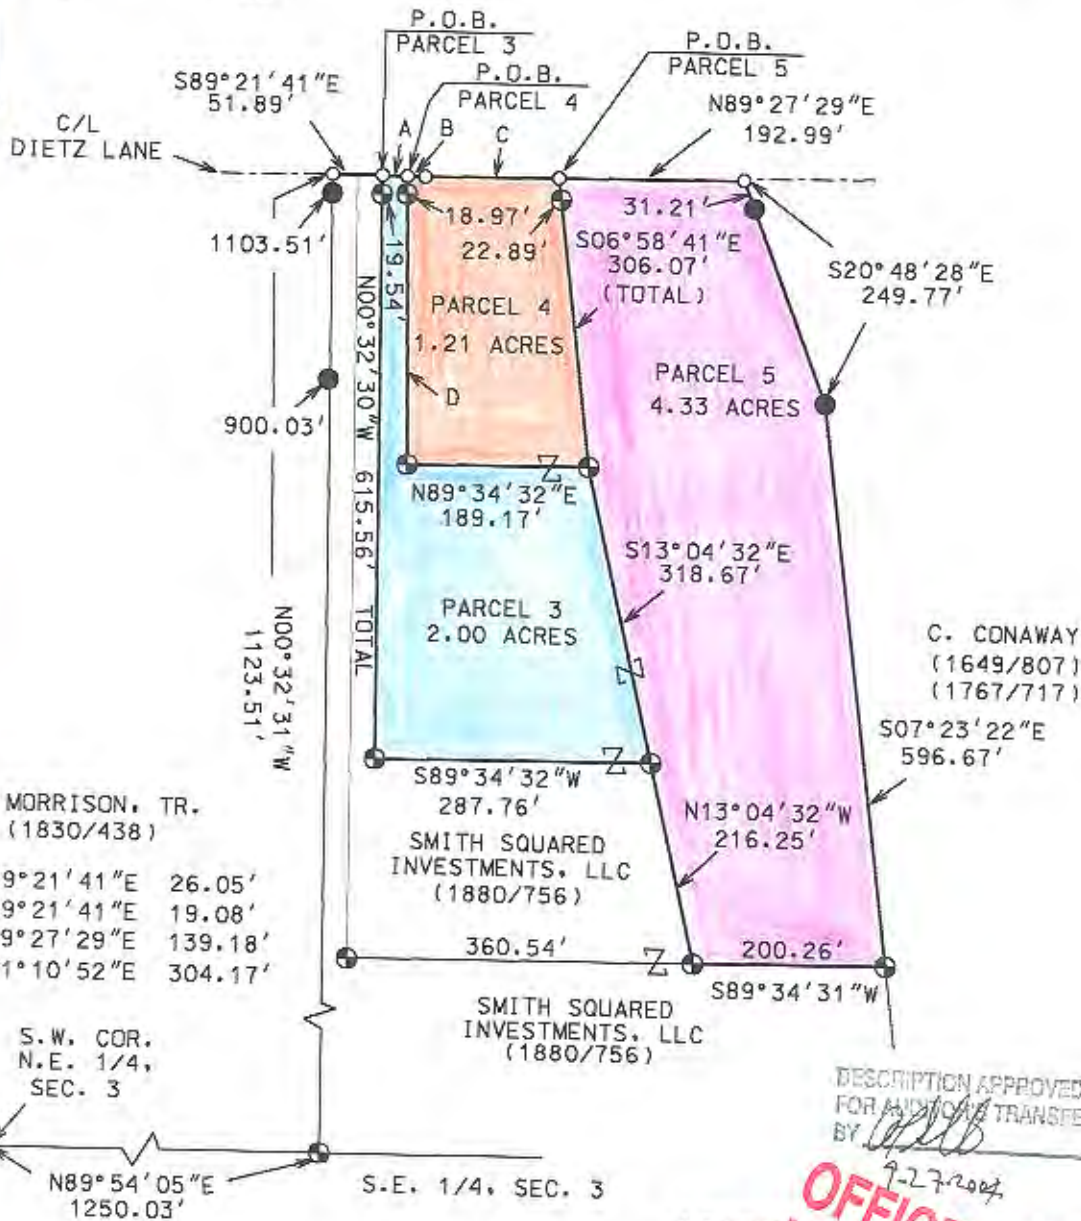 P.O.B.
PARCEL 3
P.O.B.
PARCEL 4
P.O.B.
PARCEL 5
S89°21'41"E
51.89'
N89°27'29"E
192.99'
C/L
DIETZ LANE
A
B
C
1103.51'
18.97'
22.89'
19.54'
31.21'
S06°58'41"E
306.07'
(TOTAL)
S20°48'28"E
249.77'
PARCEL 4
1.21 ACRES
D
PARCEL 5
4.33 ACRES
900.03'
N00°32'30"W 615.56' TOTAL
N89°34'32"E
189.17'
S13°04'32"E
318.67'
PARCEL 3
2.00 ACRES
N00°32'31"W
1123.51'
C. CONAWAY
(1649/807)
(1767/717)
S07°23'22"E
596.67'
S89°34'32"W
287.76'
N13°04'32"W
216.25'
MORRISON, TR.
(1830/438)
SMITH SQUARED
INVESTMENTS, LLC
(1880/756)
9°21'41"E 26.05'
9°21'41"E 19.08'
9°27'29"E 139.18'
1°10'52"E 304.17'
360.54'
200.26'
S89°34'31"W
SMITH SQUARED
INVESTMENTS, LLC
(1880/756)
S.W. COR.
N.E. 1/4,
SEC. 3
N89°54'05"E
1250.03'
S.E. 1/4, SEC. 3
DESCRIPTION APPROVED
FOR AUDITOR'S TRANSFE
BY
9-27-2004
OFFIC